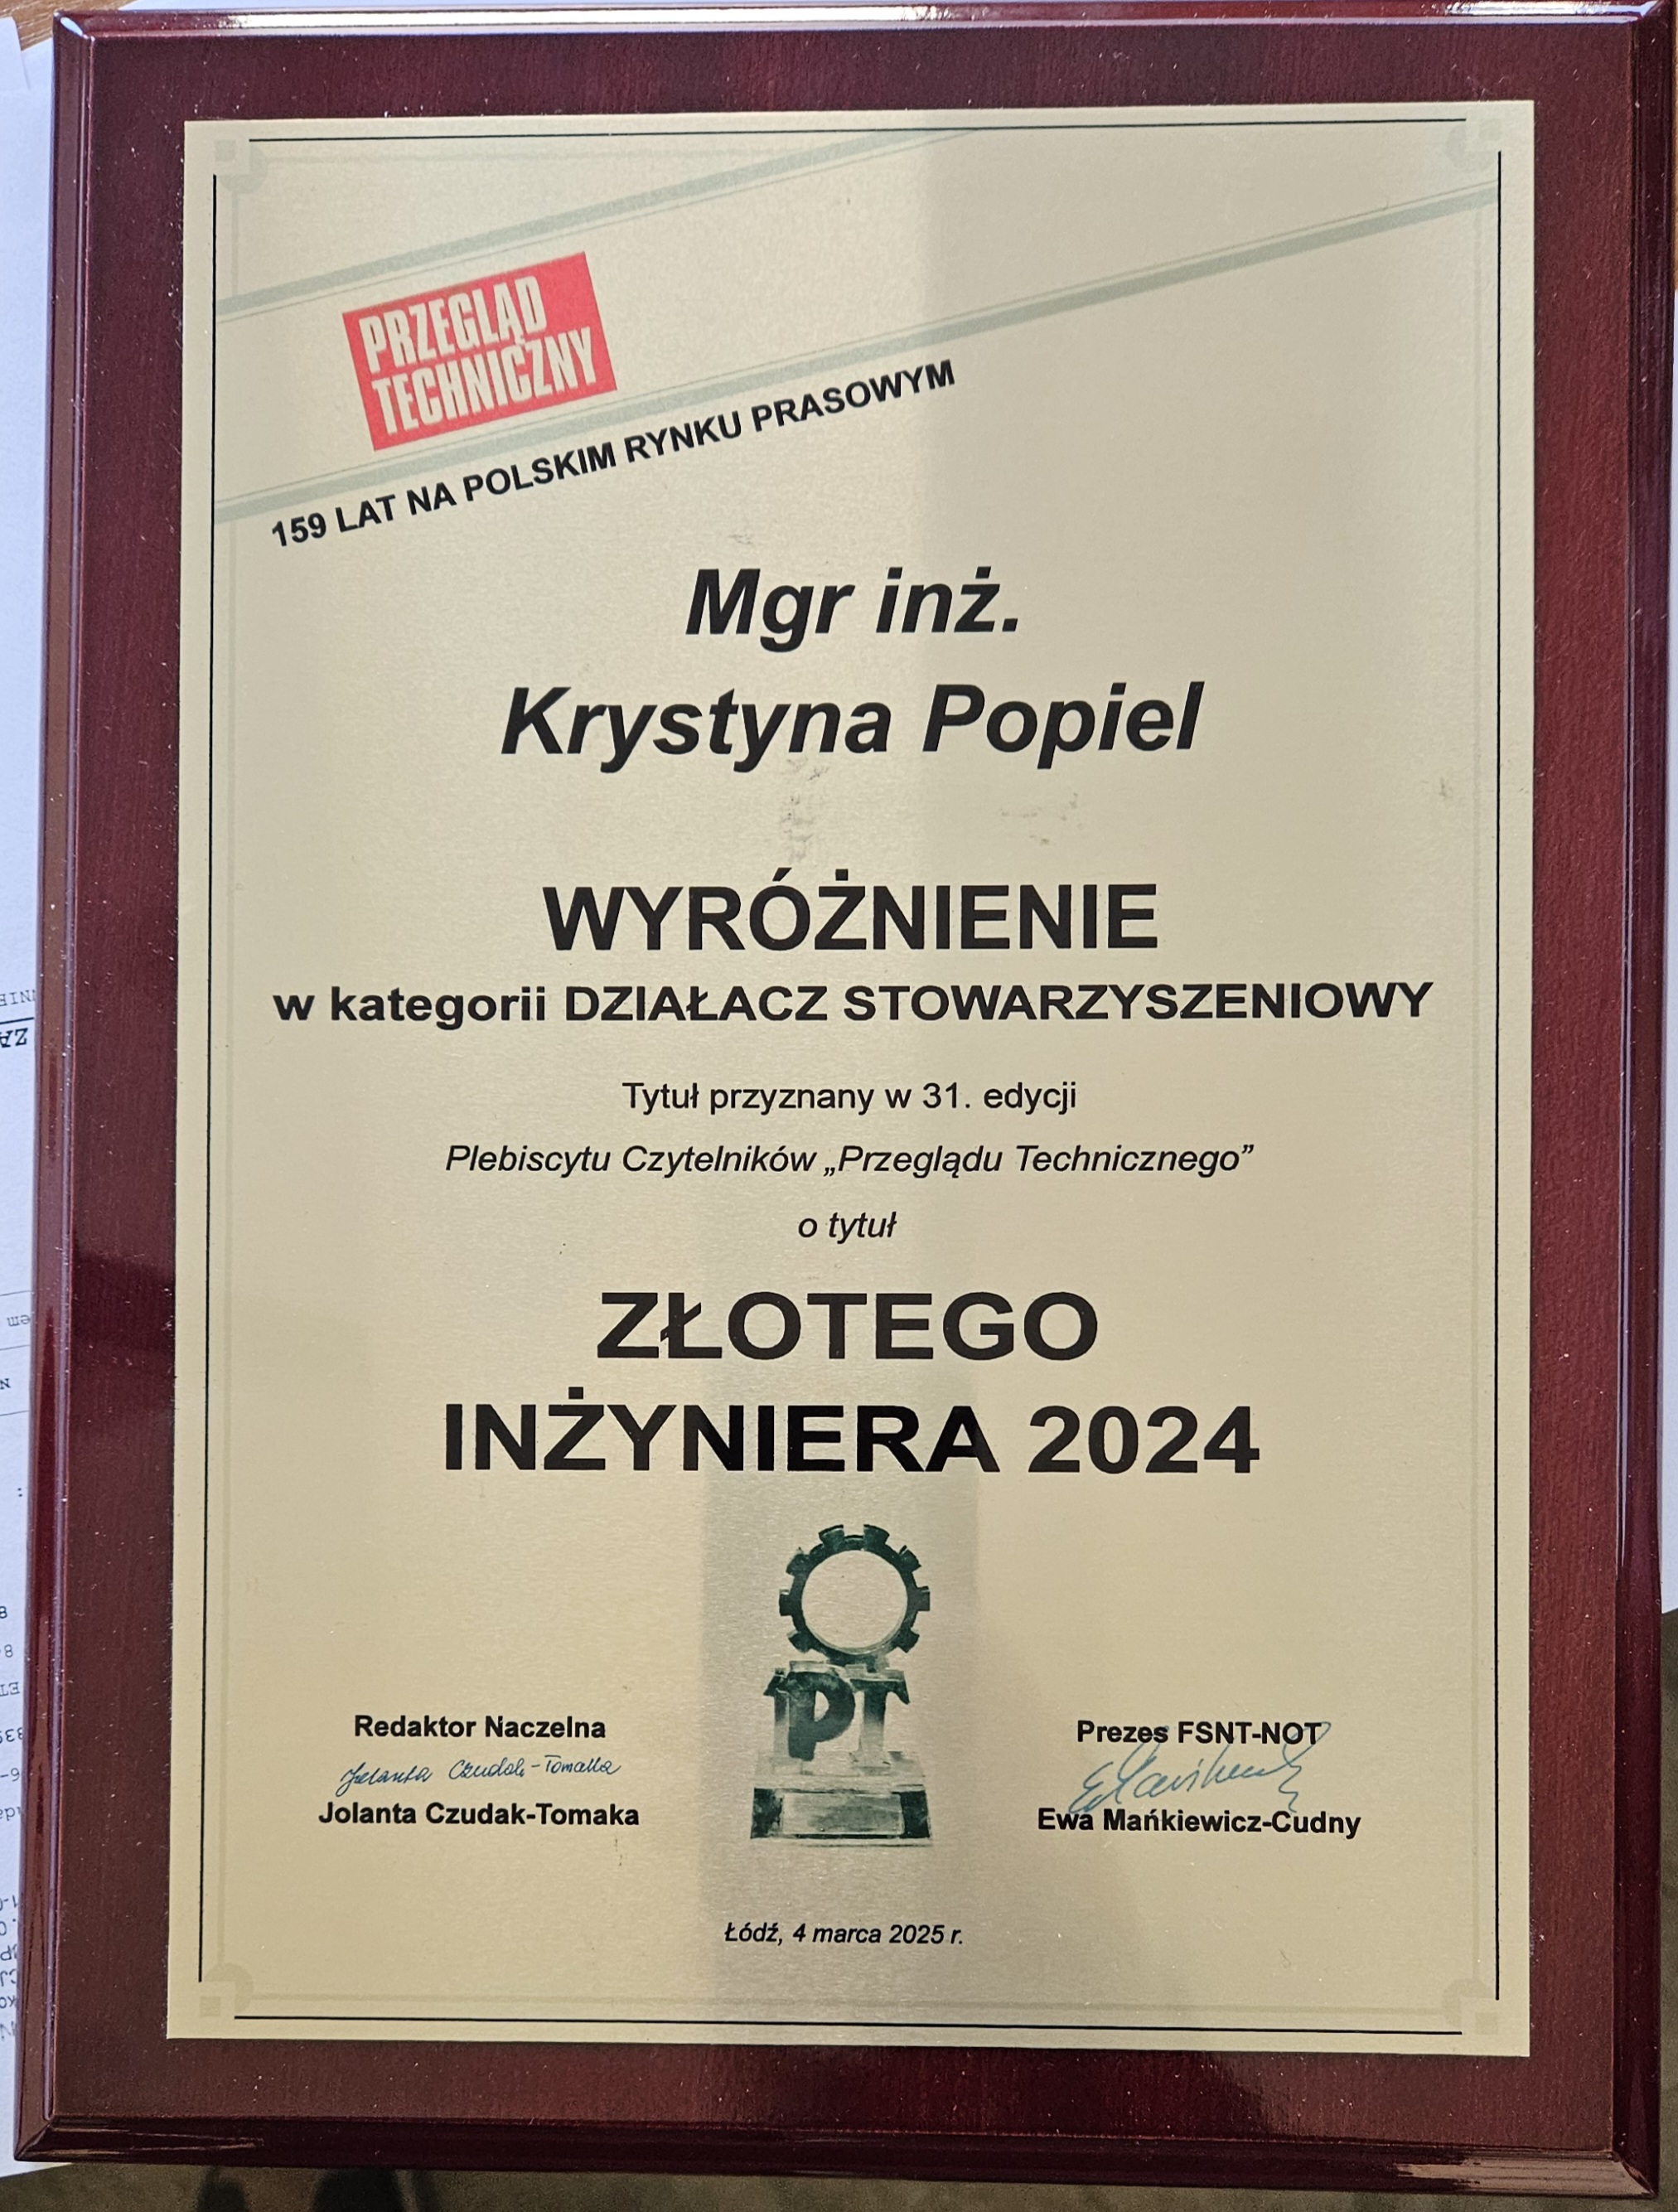 PRZEGLĄD
TECHNICZNY
159 LAT NA POLSKIM RYNKU PRASOWYM
Mgr inż.
Krystyna Popiel
WYRÓŻNIENIE
w kategorii DZIAŁACZ STOWARZYSZENIOWY
Tytuł przyznany w 31. edycji
Plebiscytu Czytelników „Przeglądu Technicznego”
o tytuł
ZŁOTEGO
INŻYNIERA 2024
PT
Redaktor Naczelna
Jolanta Czudak-Tomaka
Jolanta Czudak-Tomaka
Prezes FSNT-NOT
Ewa Mańkiewicz-Cudny
Łódź, 4 marca 2025 r.